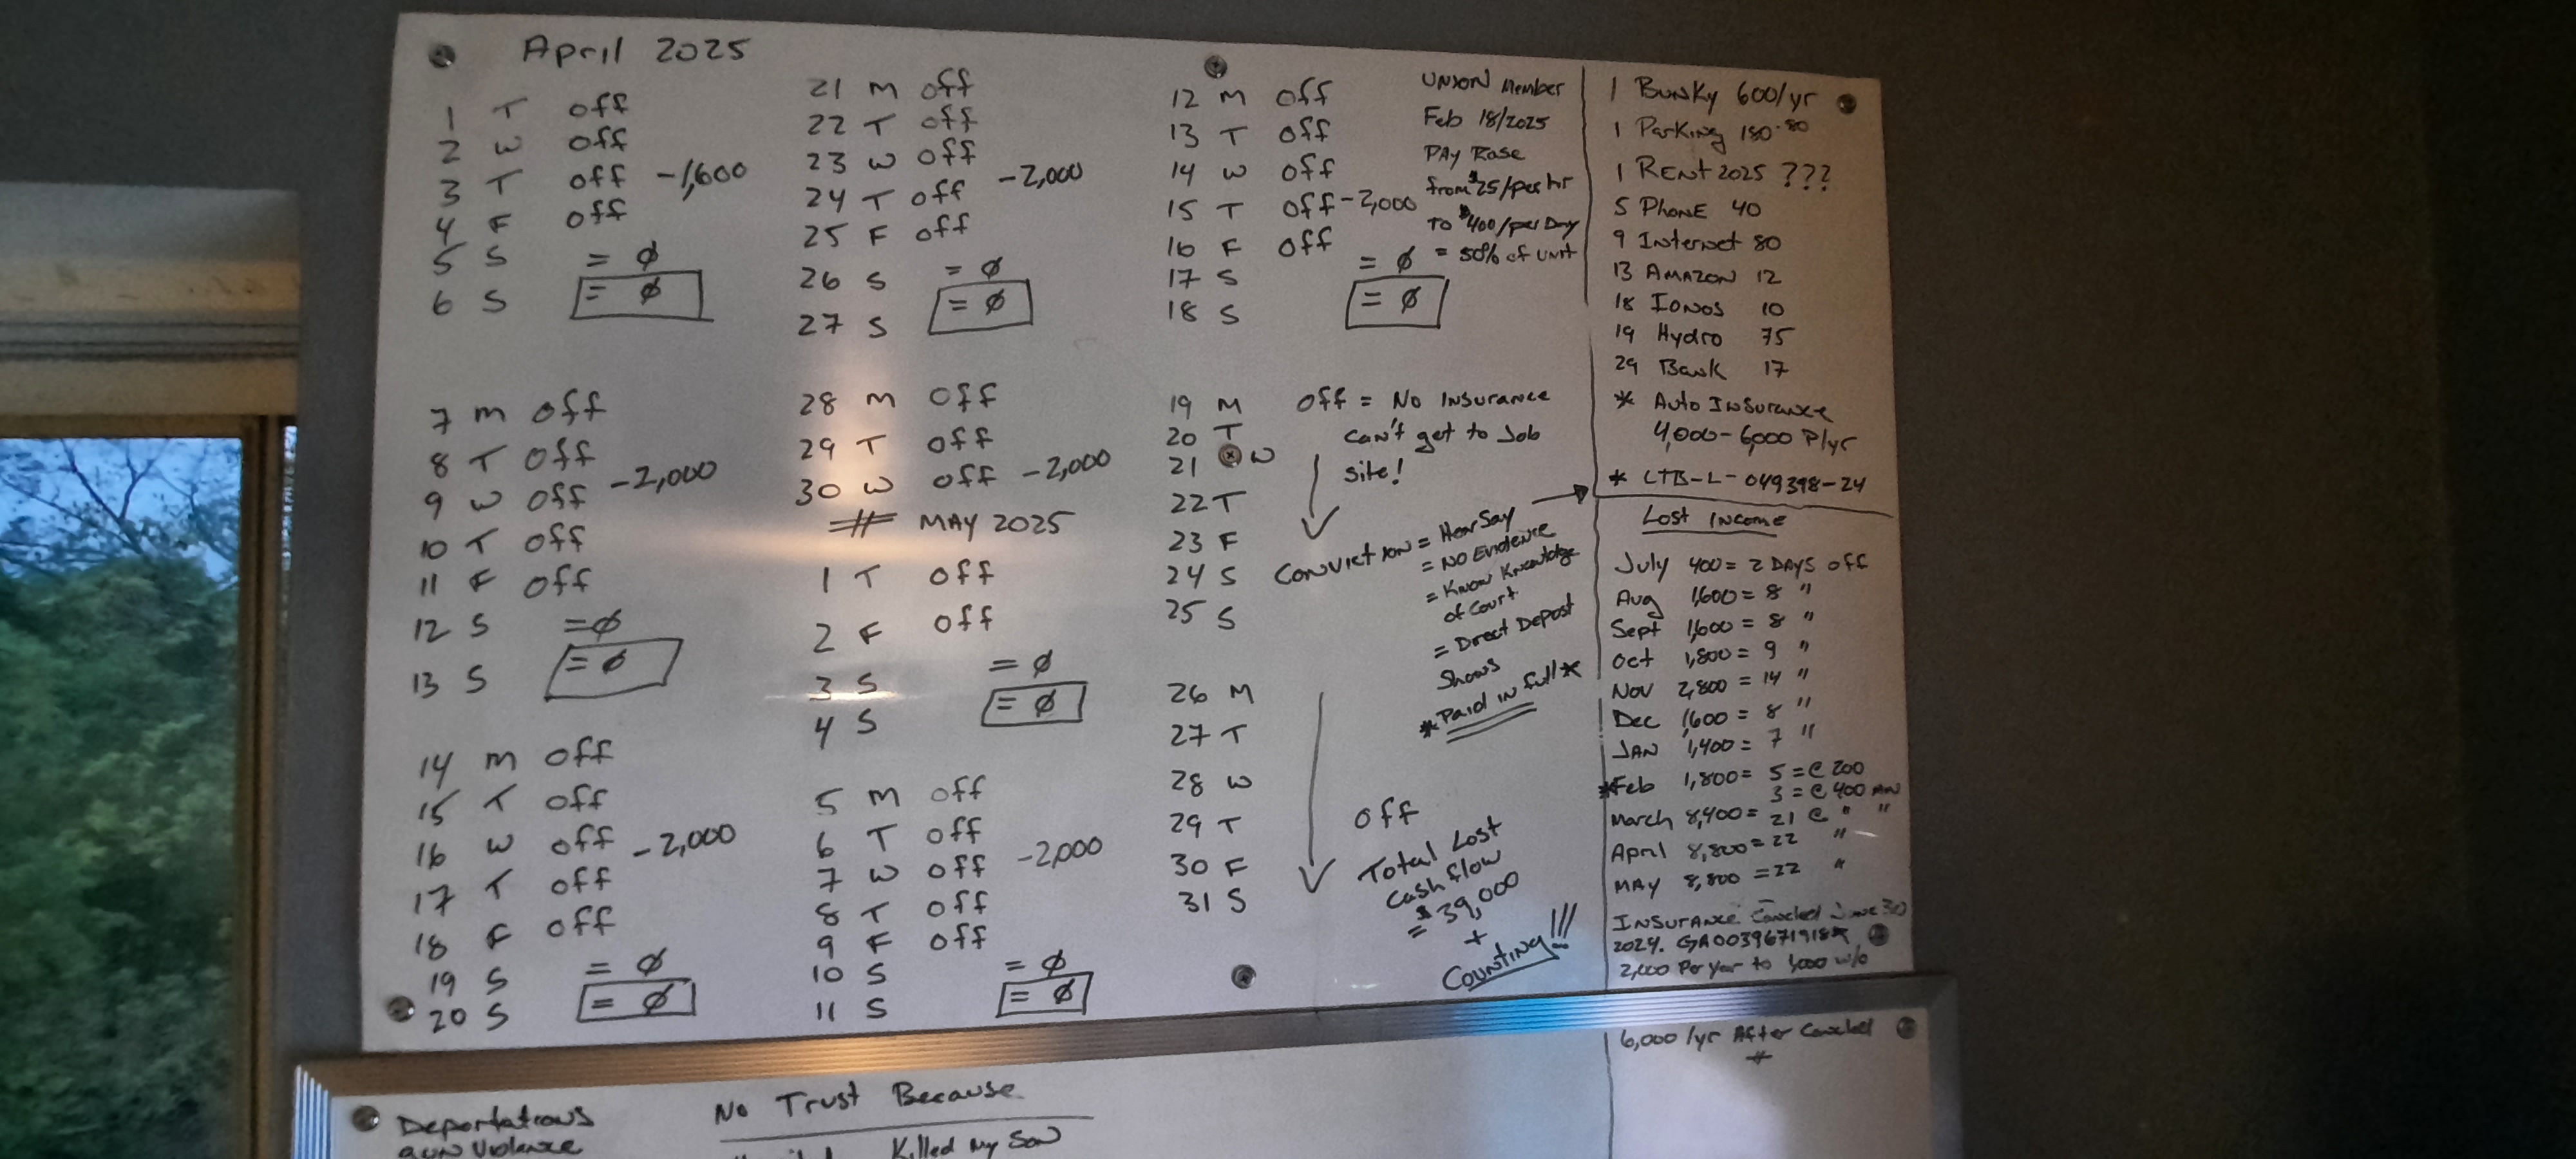 April 2025
1 T off
2 W off
3 T off -1,600
4 F off
5 S = ø
6 S = ø
7 M off
8 T off
9 W off -2,000
10 T off
11 F off
12 S = ø
13 S = ø
14 M off
15 T off
16 W off -2,000
17 T off
18 F off
19 S = ø
20 S = ø
21 M off
22 T off
23 W off
24 T off -2,000
25 F off
26 S = ø
27 S = ø
28 M off
29 T off
30 W off -2,000
# MAY 2025
1 T off
2 F off
3 S = ø
4 S = ø
5 M off
6 T off
7 W off -2,000
8 T off
9 F off
10 S = ø
11 S = ø
12 M off
13 T off
14 W off
15 T off -2,000
16 F off
17 S = ø
18 S = ø
19 M off = No Insurance
20 T can't get to Job
21 W site!
22 T
23 F
24 S
25 S
26 M
27 T
28 W
29 T off
30 F
31 S
UNION Member
Feb 18/2025
PAY Rase
from $25/per hr
To $400/per Day
= 50% of unit
Conviction = HearSay
= NO Evidence
= Know Knowledge
of Court
= Direct Depost
Shows
*Paid in full*
Total Lost
Cash flow
= $39,000
+
Counting!!!
1 Bunky 600/yr
1 Parking 180.80
1 RENT 2025 ???
5 PHONE 40
9 Internet 80
13 AMAZON 12
18 IONOS 10
19 Hydro 75
29 Bank 17
* Auto Insurance
4,000-6,000 P/yr
* LTB-L-049398-24
Lost Income
July 400 = 2 DAYS off
Aug 1,600 = 8 "
Sept 1,600 = 8 "
Oct 1,800 = 9 "
Nov 2,800 = 14 "
Dec 1,600 = 8 "
JAN 1,400 = 7 "
*Feb 1,800 = 5 = @ 200
3 = @ 400
March 8,400 = 21 @ " "
April 8,800 = 22 "
MAY 8,800 = 22 "
Insurance Canceled June 30
2024.
2,000 Per year to w/o
6,000 /yr After Canceled
#
Deportations
gun Violence
No Trust Because
Killed My Son